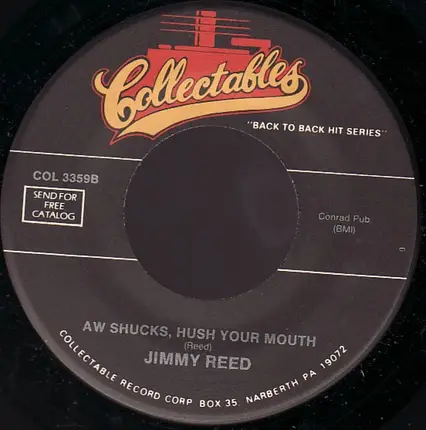 Collectables
"BACK TO BACK HIT SERIES"
COL 3359B
SEND FOR
FREE
CATALOG
Conrad Pub.
(BMI)
AW SHUCKS, HUSH YOUR MOUTH
(Reed)
JIMMY REED
COLLECTABLE RECORD CORP BOX 35, NARBERTH PA 19072